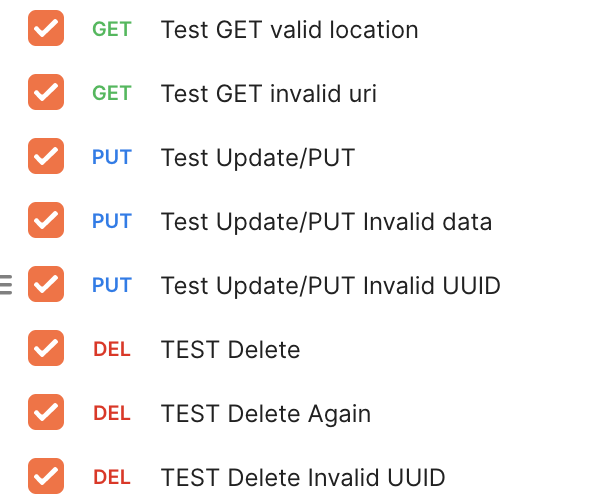 GET Test GET valid location
GET Test GET invalid uri
PUT Test Update/PUT
PUT Test Update/PUT Invalid data
PUT Test Update/PUT Invalid UUID
DEL TEST Delete
DEL TEST Delete Again
DEL TEST Delete Invalid UUID